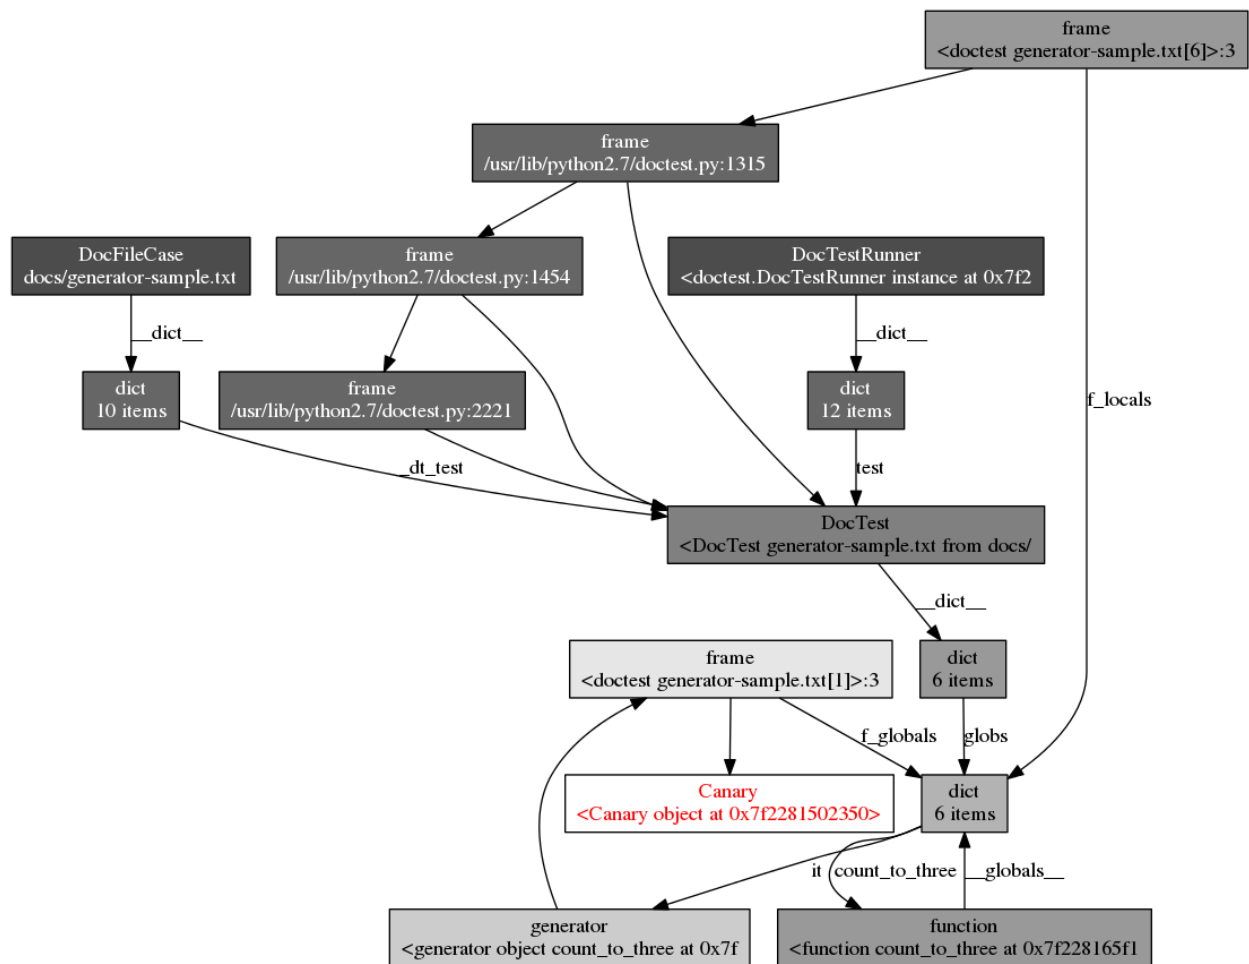 frame
<doctest generator-sample.txt[6]>:3
frame
/usr/lib/python2.7/doctest.py:1315
DocFileCase
docs/generator-sample.txt
frame
/usr/lib/python2.7/doctest.py:1454
DocTestRunner
<doctest.DocTestRunner instance at 0x7f2
__dict__
__dict__
dict
10 items
frame
/usr/lib/python2.7/doctest.py:2221
dict
12 items
f_locals
_dt_test
test
DocTest
<DocTest generator-sample.txt from docs/
__dict__
frame
<doctest generator-sample.txt[1]>:3
dict
6 items
f_globals
globs
Canary
<Canary object at 0x7f2281502350>
dict
6 items
it
count_to_three
__globals__
generator
<generator object count_to_three at 0x7f
function
<function count_to_three at 0x7f228165f1